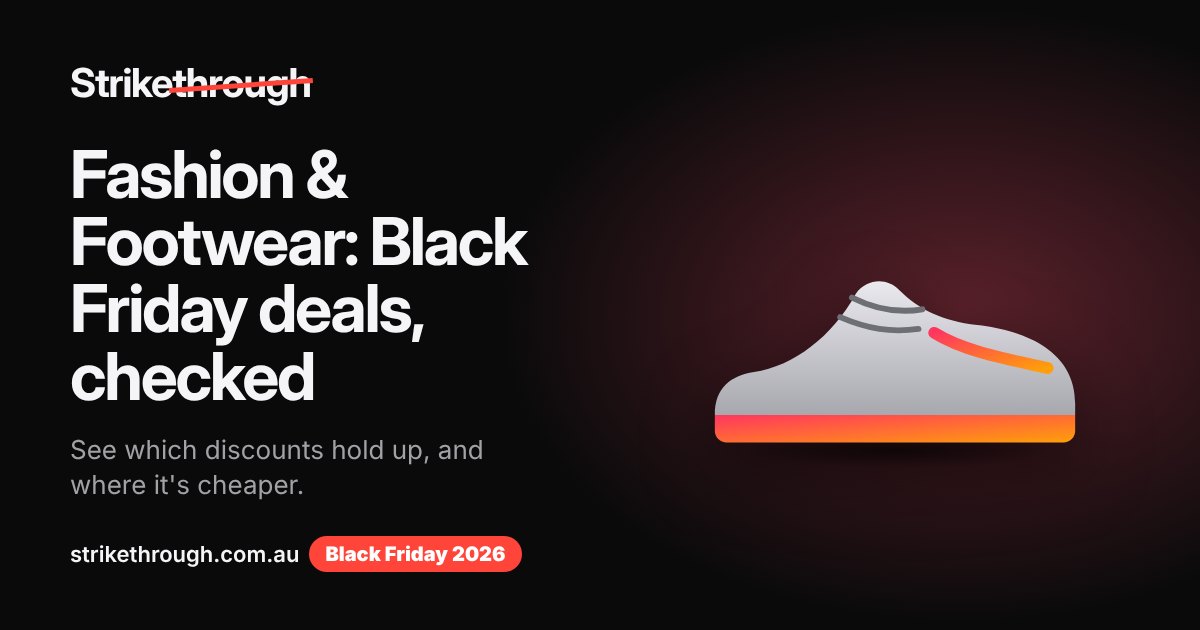 Strikethrough
Fashion &
Footwear: Black
Friday deals,
checked
See which discounts hold up, and
where it's cheaper.
strikethrough.com.au
Black Friday 2026